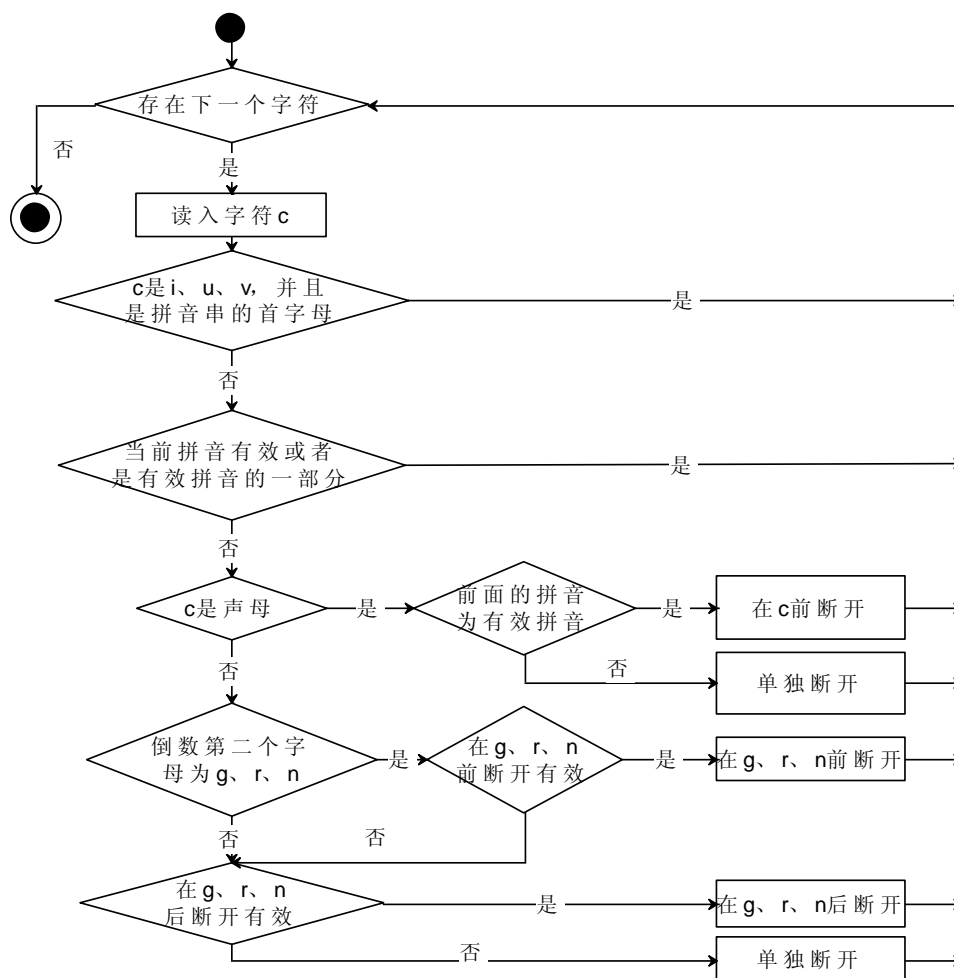 存在下一个字符
否
是
读入字符c
c是i、u、v,并且
是拼音串的首字母
是
否
当前拼音有效或者
是有效拼音的一部分
是
否
c是声母
是
前面的拼音
为有效拼音
是
在c前断开
否
单独断开
否
倒数第二个字
母为g、r、n
是
在g、r、n
前断开有效
是
在g、r、n前断开
否
否
在g、r、n
后断开有效
是
在g、r、n后断开
否
单独断开